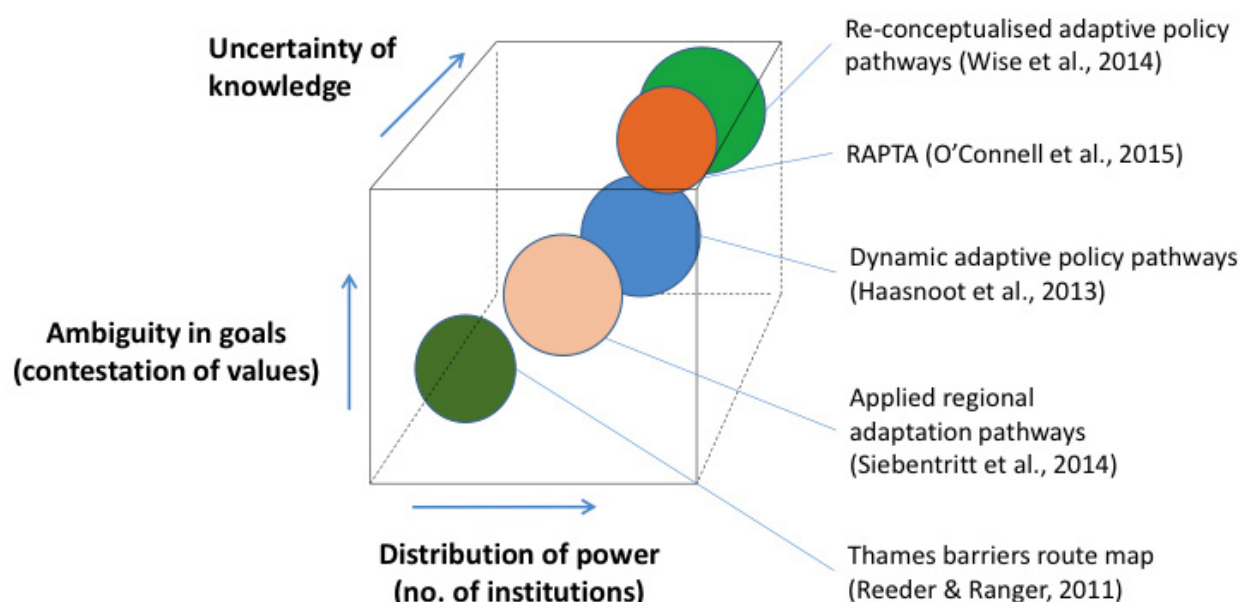 Uncertainty of
knowledge
Ambiguity in goals
(contestation of values)
Distribution of power
(no. of institutions)
Re-conceptualised adaptive policy
pathways (Wise et al., 2014)
RAPTA (O’Connell et al., 2015)
Dynamic adaptive policy pathways
(Haasnoot et al., 2013)
Applied regional
adaptation pathways
(Siebentritt et al., 2014)
Thames barriers route map
(Reeder & Ranger, 2011)